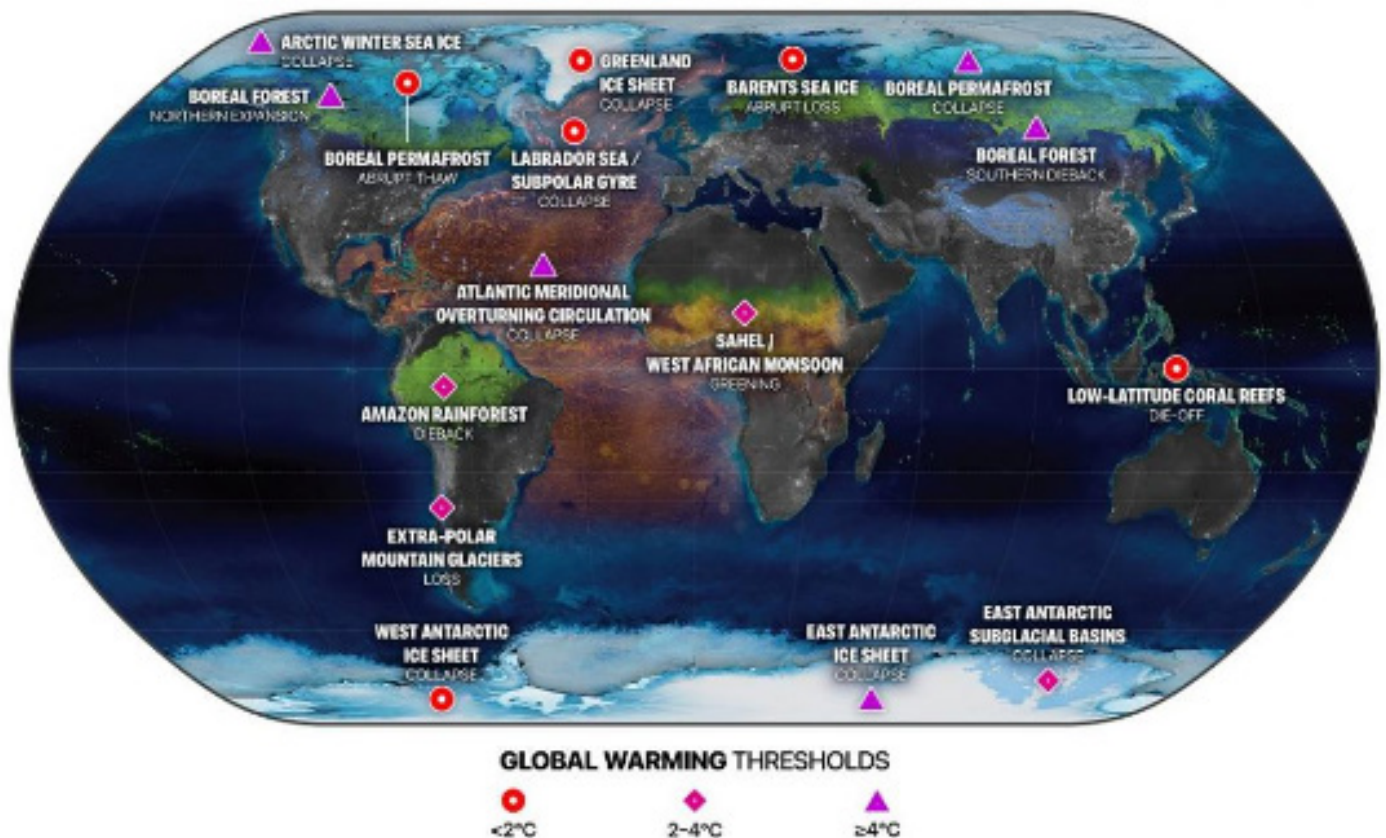 ARCTIC WINTER SEA ICE
COLLAPSE
GREENLAND
ICE SHEET
COLLAPSE
BARENTS SEA ICE
ABRUPT LOSS
BOREAL PERMAFROST
COLLAPSE
BOREAL FOREST
NORTHERN EXPANSION
BOREAL PERMAFROST
ABRUPT THAW
LABRADOR SEA /
SUBPOLAR GYRE
COLLAPSE
BOREAL FOREST
SOUTHERN DIEBACK
ATLANTIC MERIDIONAL
OVERTURNING CIRCULATION
COLLAPSE
SAHEL /
WEST AFRICAN MONSOON
GREENING
LOW-LATITUDE CORAL REEFS
DIE-OFF
AMAZON RAINFOREST
DIEBACK
EXTRA-POLAR
MOUNTAIN GLACIERS
LOSS
WEST ANTARCTIC
ICE SHEET
COLLAPSE
EAST ANTARCTIC
ICE SHEET
COLLAPSE
EAST ANTARCTIC
SUBGLACIAL BASINS
COLLAPSE
GLOBAL WARMING THRESHOLDS
<2°C 2-4°C ≥4°C